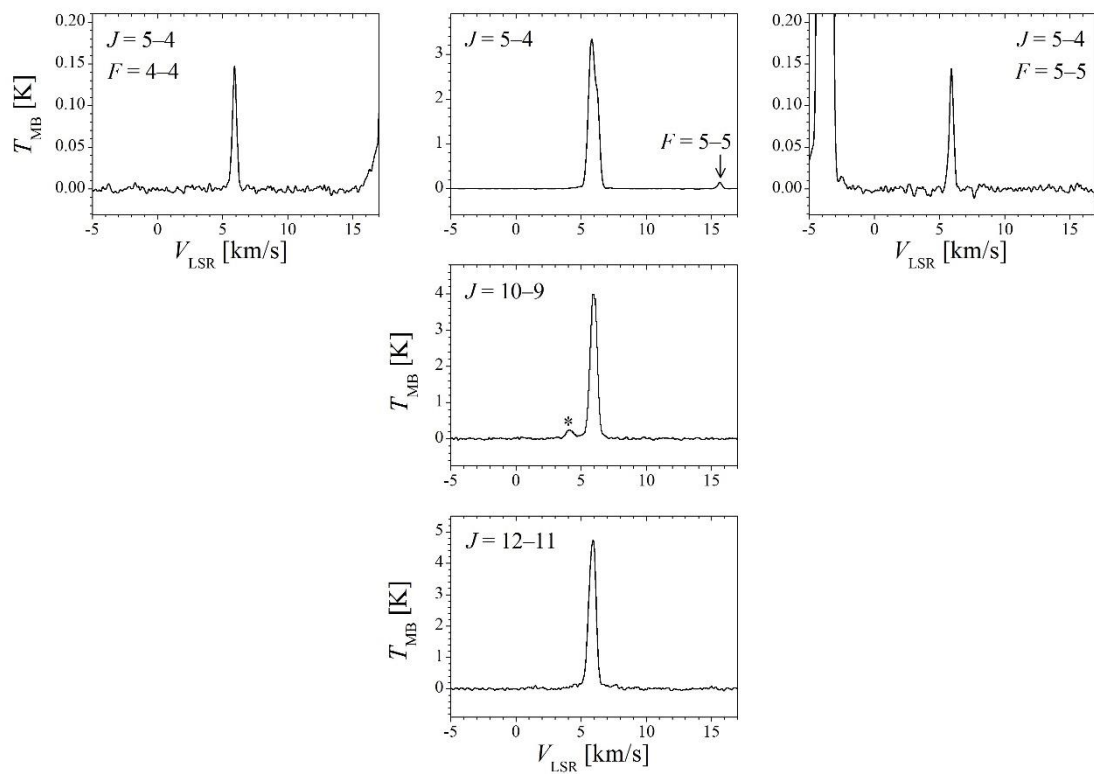 0.20
0.15
0.10
0.05
0.00
J = 5–4
F = 4–4
T_MB [K]
-5 0 5 10 15
V_LSR [km/s]
3
2
1
0
J = 5–4
F = 5–5
-5 0 5 10 15
0.20
0.15
0.10
0.05
0.00
J = 5–4
F = 5–5
-5 0 5 10 15
V_LSR [km/s]
4
3
2
1
0
J = 10–9
*
T_MB [K]
-5 0 5 10 15
5
4
3
2
1
0
J = 12–11
T_MB [K]
-5 0 5 10 15
V_LSR [km/s]